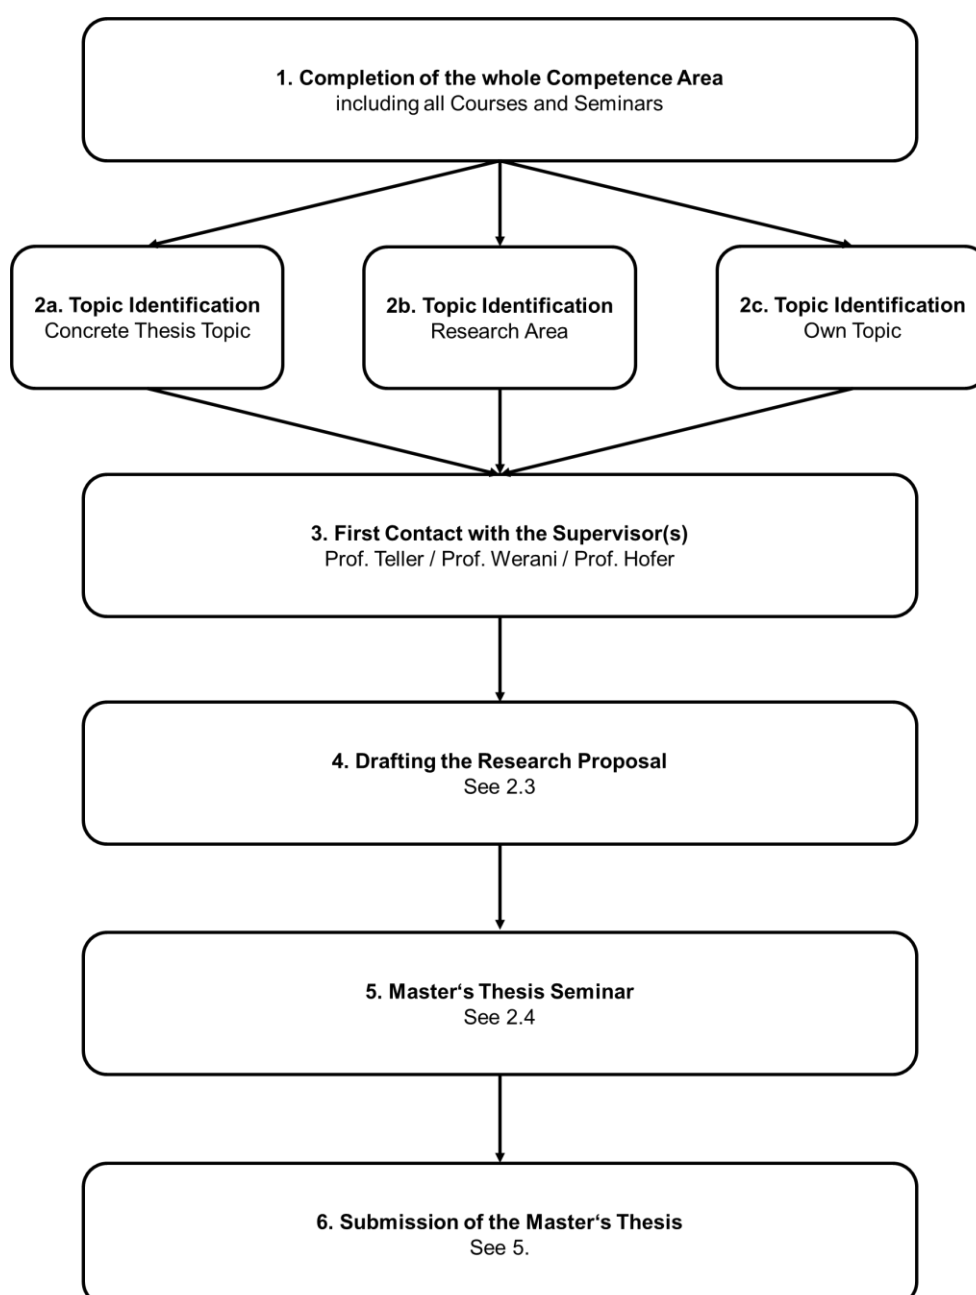 1. Completion of the whole Competence Area
including all Courses and Seminars
2a. Topic Identification
Concrete Thesis Topic
2b. Topic Identification
Research Area
2c. Topic Identification
Own Topic
3. First Contact with the Supervisor(s)
Prof. Teller / Prof. Werani / Prof. Hofer
4. Drafting the Research Proposal
See 2.3
5. Master‘s Thesis Seminar
See 2.4
6. Submission of the Master‘s Thesis
See 5.